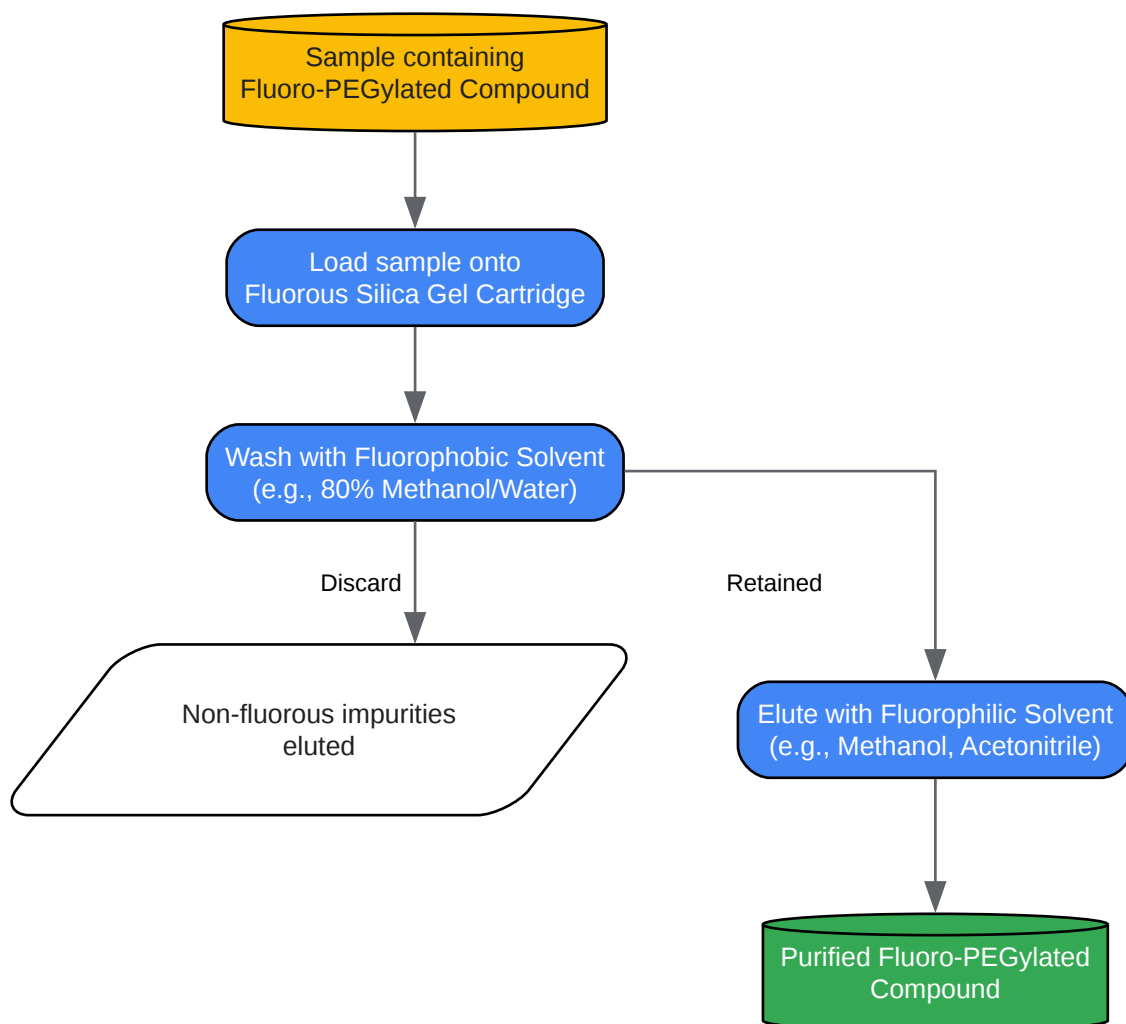 Sample containing
Fluoro-PEGylated Compound
Load sample onto
Fluorous Silica Gel Cartridge
Wash with Fluorophobic Solvent
(e.g., 80% Methanol/Water)
Discard
Retained
Non-fluorous impurities
eluted
Elute with Fluorophilic Solvent
(e.g., Methanol, Acetonitrile)
Purified Fluoro-PEGylated
Compound